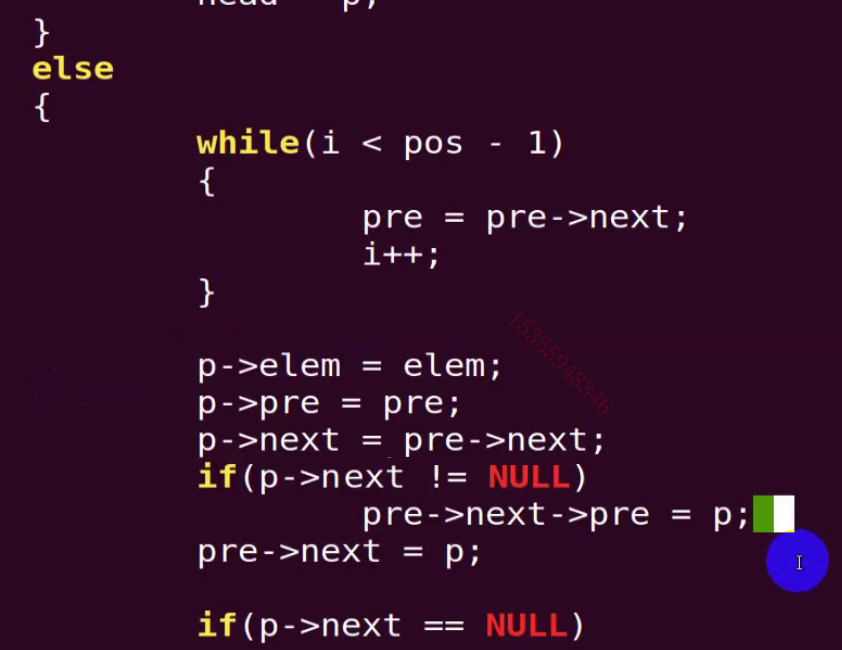 head = p;
}
else
{
while(i < pos - 1)
{
pre = pre->next;
i++;
}
p->elem = elem;
p->pre = pre;
p->next = pre->next;
if(p->next != NULL)
pre->next->pre = p;
pre->next = p;
if(p->next == NULL)
15355948346